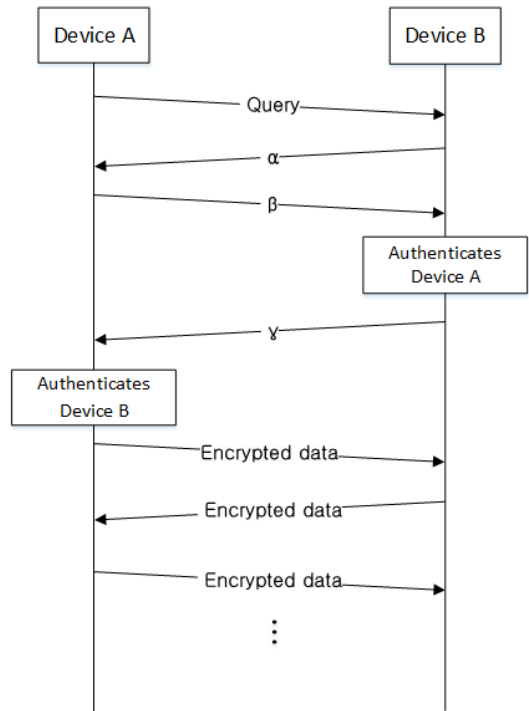 Device A
Device B
Query
α
β
Authenticates
Device A
ɣ
Authenticates
Device B
Encrypted data
Encrypted data
Encrypted data
⋮